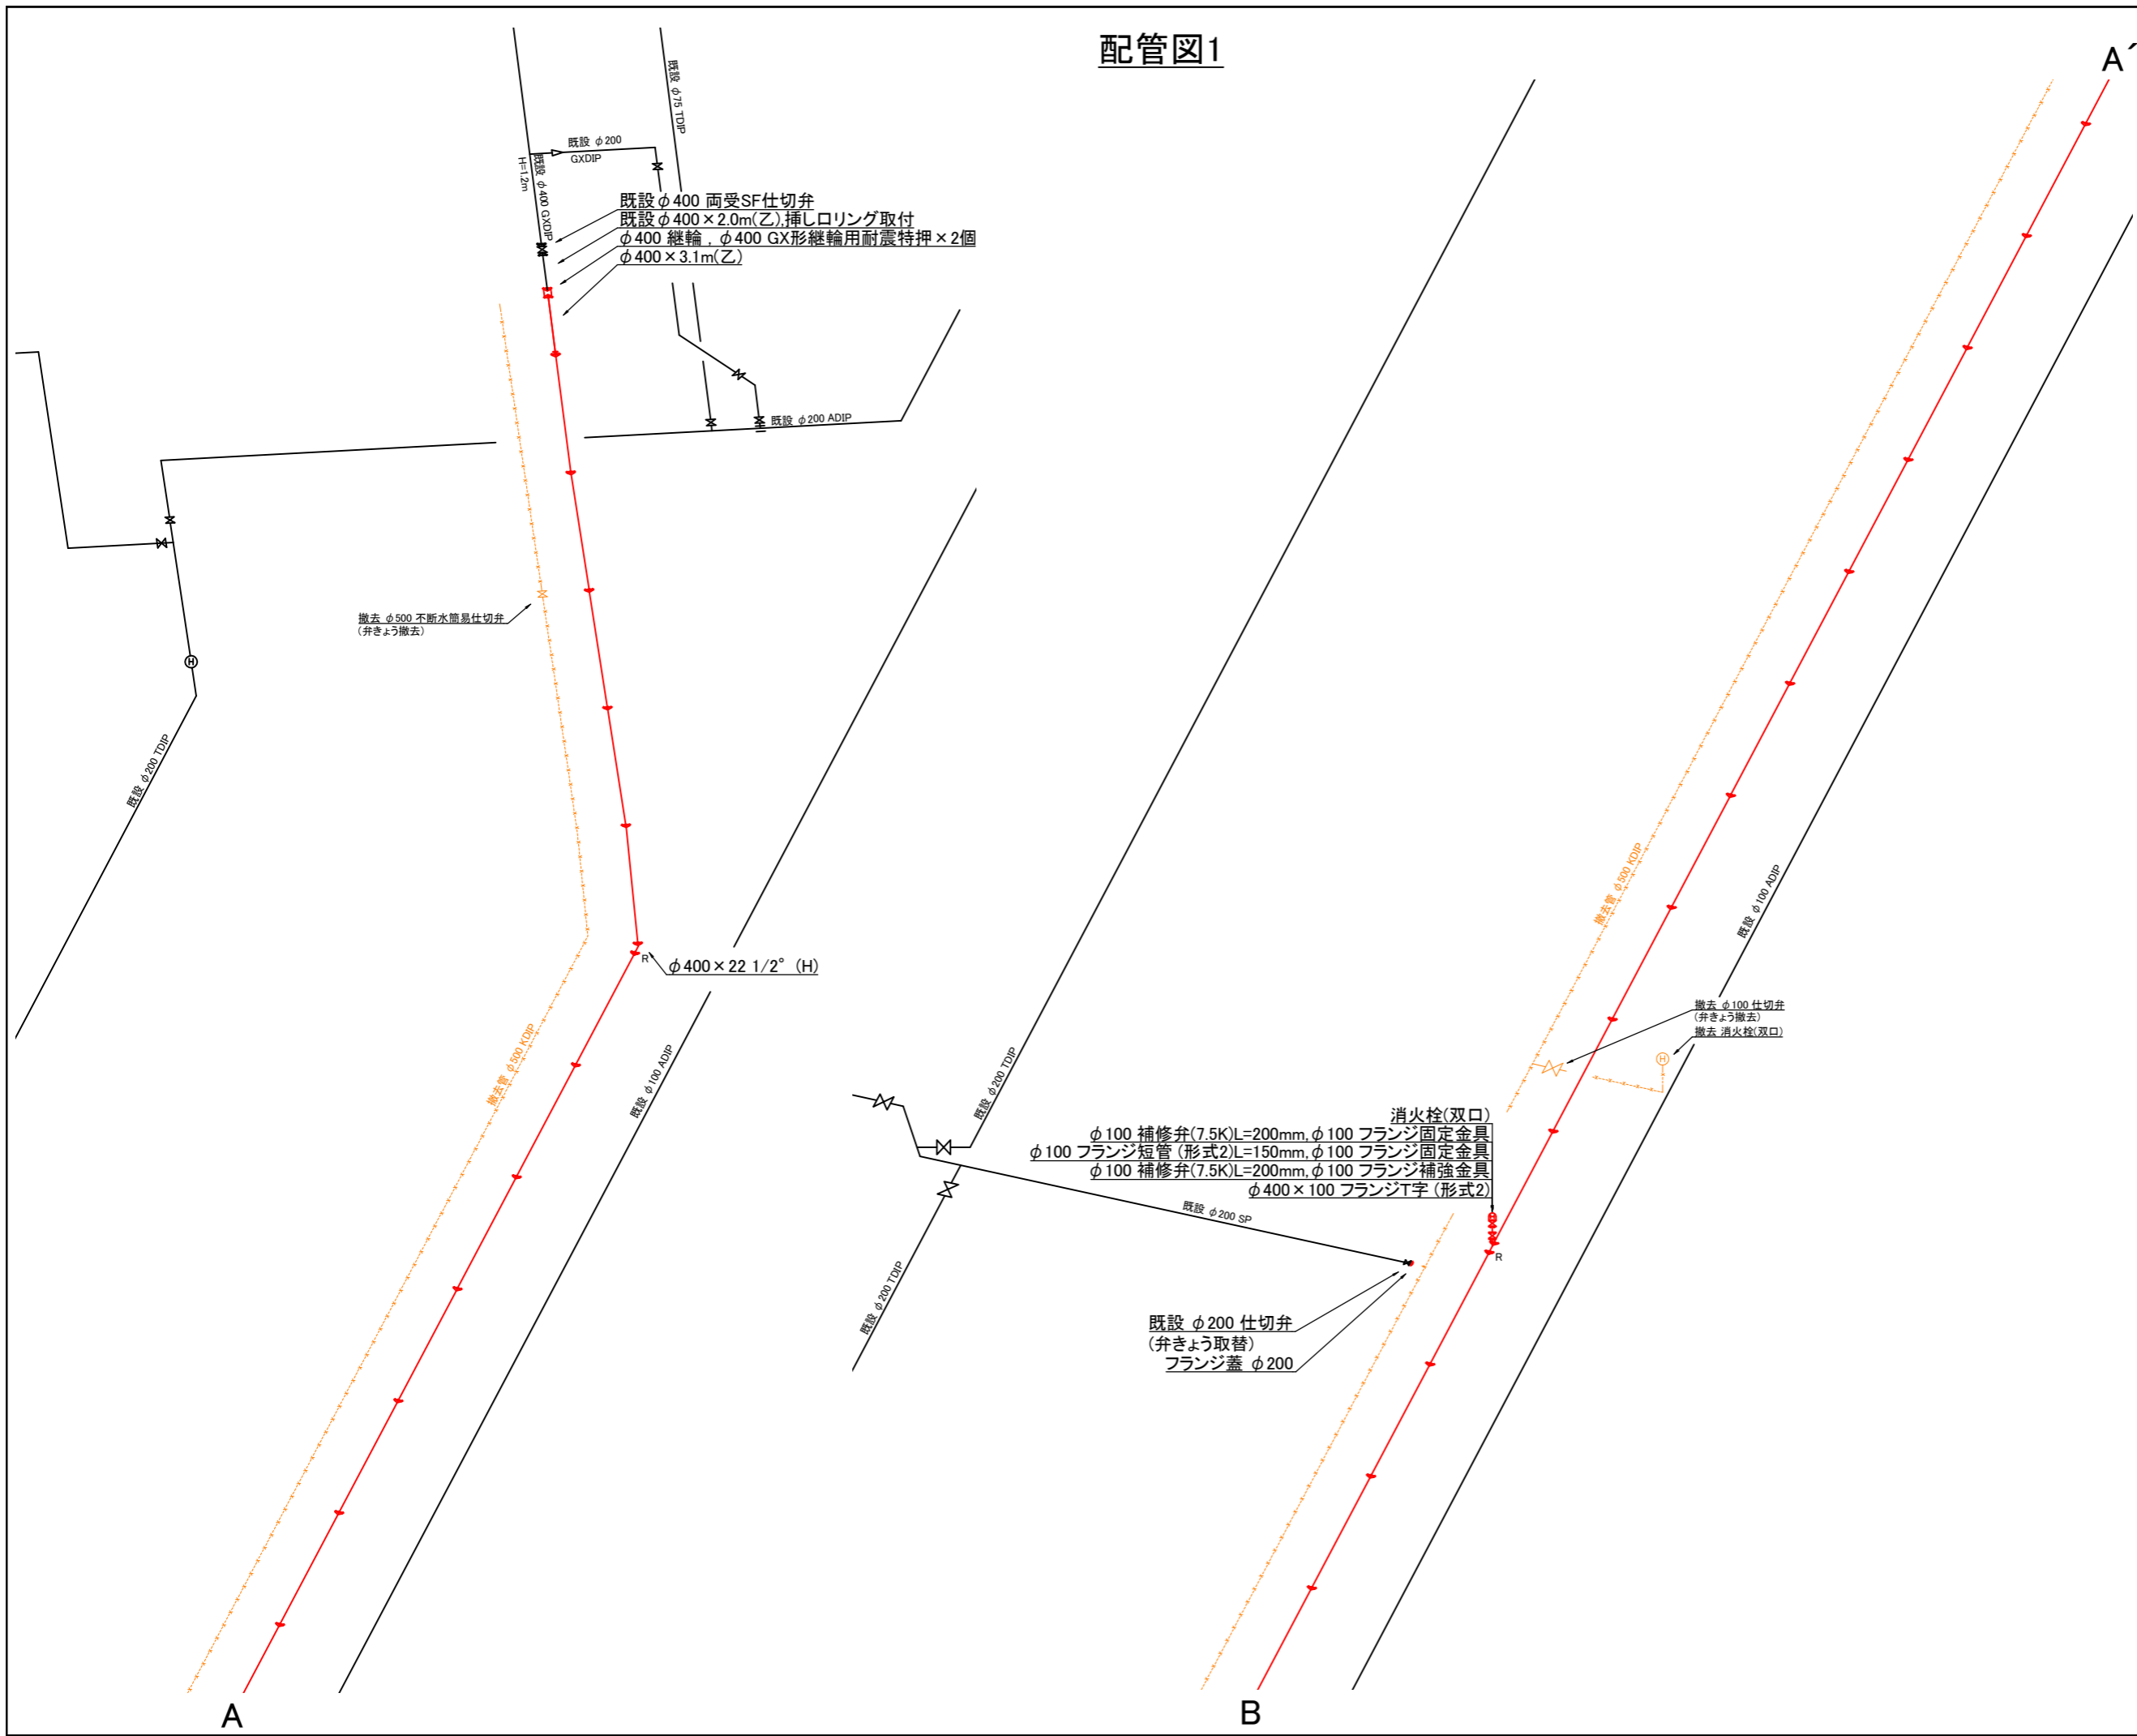 配管図1
A´
既設 φ75 TDIP
既設 φ200
GXDIP
既設 φ400 GXDIP
H=1.2m
既設φ400 両受SF仕切弁
既設φ400×2.0m(乙),挿し口リング取付
φ400 継輪 , φ400 GX形継輪用耐震特押×2個
φ400×3.1m(乙)
既設 φ200 ADIP
撤去 φ500 不断水簡易仕切弁
(弁きょう撤去)
H
既設 φ200 TDIP
R
φ400×22 1/2° (H)
撤去管 φ500 KDIP
既設 φ100 ADIP
A
撤去管 φ500 KDIP
既設 φ100 ADIP
撤去 φ100 仕切弁
(弁きょう撤去)
撤去 消火栓(双口)
H
既設 φ200 TDIP
消火栓(双口)
φ100 補修弁(7.5K)L=200mm,φ100 フランジ固定金具
φ100 フランジ短管 (形式2)L=150mm,φ100 フランジ固定金具
φ100 補修弁(7.5K)L=200mm,φ100 フランジ補強金具
φ400×100 フランジT字 (形式2)
既設 φ200 SP
R
既設 φ200 TDIP
既設 φ200 仕切弁
(弁きょう取替)
フランジ蓋 φ200
B